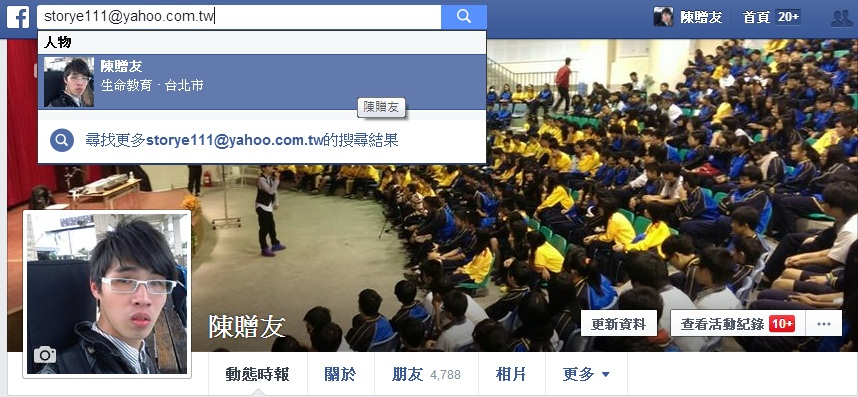 f
storye111@yahoo.com.tw
陳贈友
首頁 20+
人物
陳贈友
生命教育 · 台北市
陳贈友
尋找更多storye111@yahoo.com.tw的搜尋結果
陳贈友
更新資料
查看活動紀錄 10+
...
動態時報
關於
朋友 4,788
相片
更多